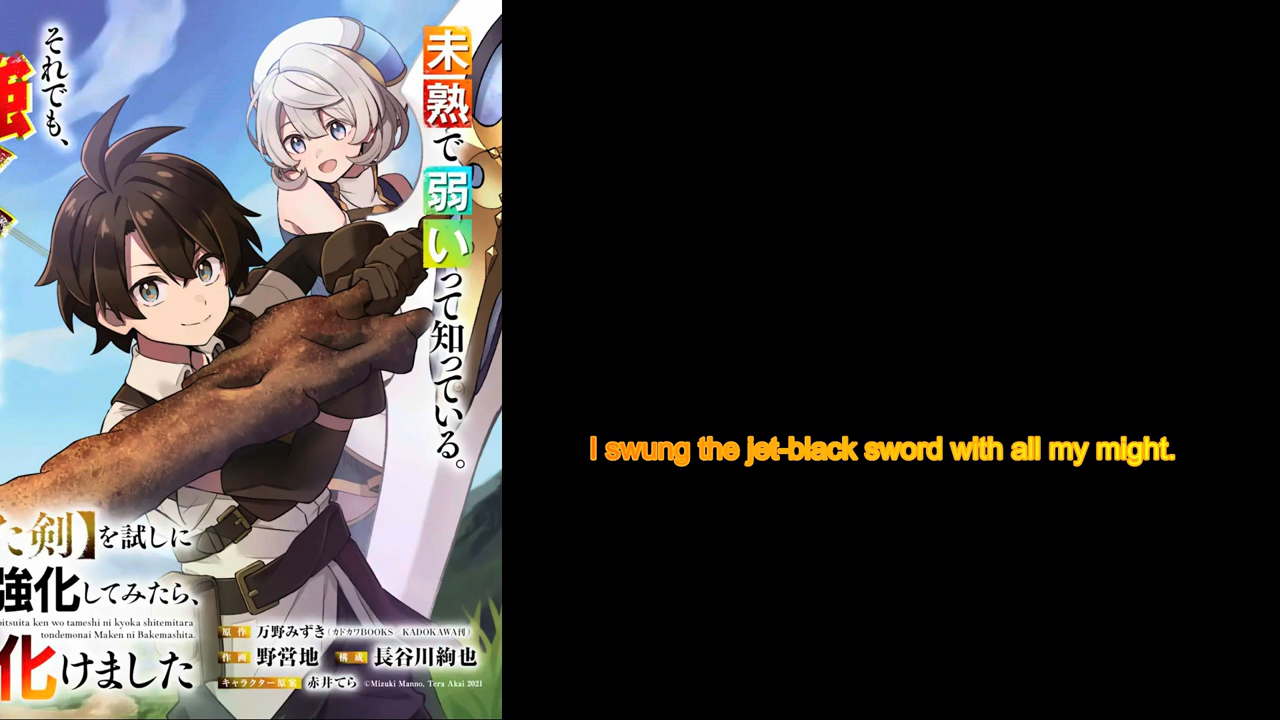 未熟で弱いって知っている。
それでも、
強
た剣】を試しに
強化してみたら、
bitsuita ken wo tameshi ni kyoka shitemitara
tondemonai Maken ni Bakemashita.
化けました
原作 万野みずき(カドカワBOOKS/KADOKAWA刊)
作画 野営地 構成 長谷川絢也
キャラクター原案 赤井てら ©Mizuki Manno, Tera Akai 2021
I swung the jet-black sword with all my might.